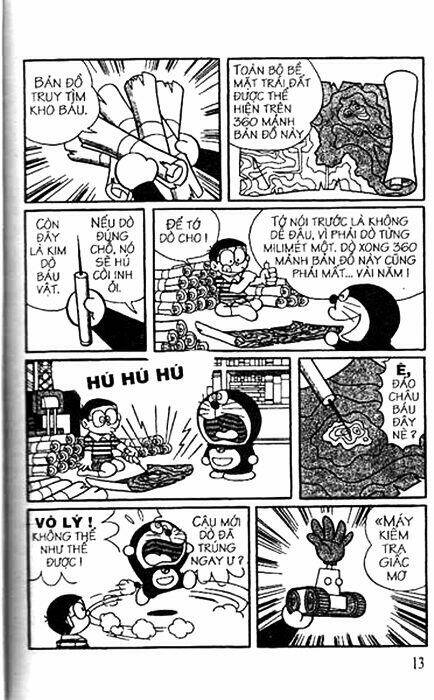 BẢN ĐỒ
TRUY TÌM
KHO BÁU.
TOÀN BỘ BỀ
MẶT TRÁI ĐẤT
ĐƯỢC THỂ
HIỆN TRÊN
360 MẢNH
BẢN ĐỒ NÀY
CÒN
ĐÂY
LÀ KIM
DÒ
BÁU
VẬT.
NẾU DÒ
ĐÚNG
CHỖ, NÓ
SẼ HÚ
CÒI INH
ỎI.
ĐỂ TỚ
DÒ CHO!
TỚ NÓI TRƯỚC LÀ KHÔNG
DỄ ĐÂU, VÌ PHẢI DÒ TỪNG
MILIMÉT MỘT. DÒ XONG 360
MẢNH BẢN ĐỒ NÀY CŨNG
PHẢI MẤT... VÀI NĂM!
HÚ HÚ HÚ
Ê,
ĐẢO
CHÂU
BÁU
ĐÂY
NÈ?
VÔ LÝ!
KHÔNG THỂ
NHƯ THẾ
ĐƯỢC!
CẬU MỚI
DÒ ĐÃ
TRÚNG
NGAY Ư?
«MÁY
KIỂM
TRA
GIẤC
MƠ
13